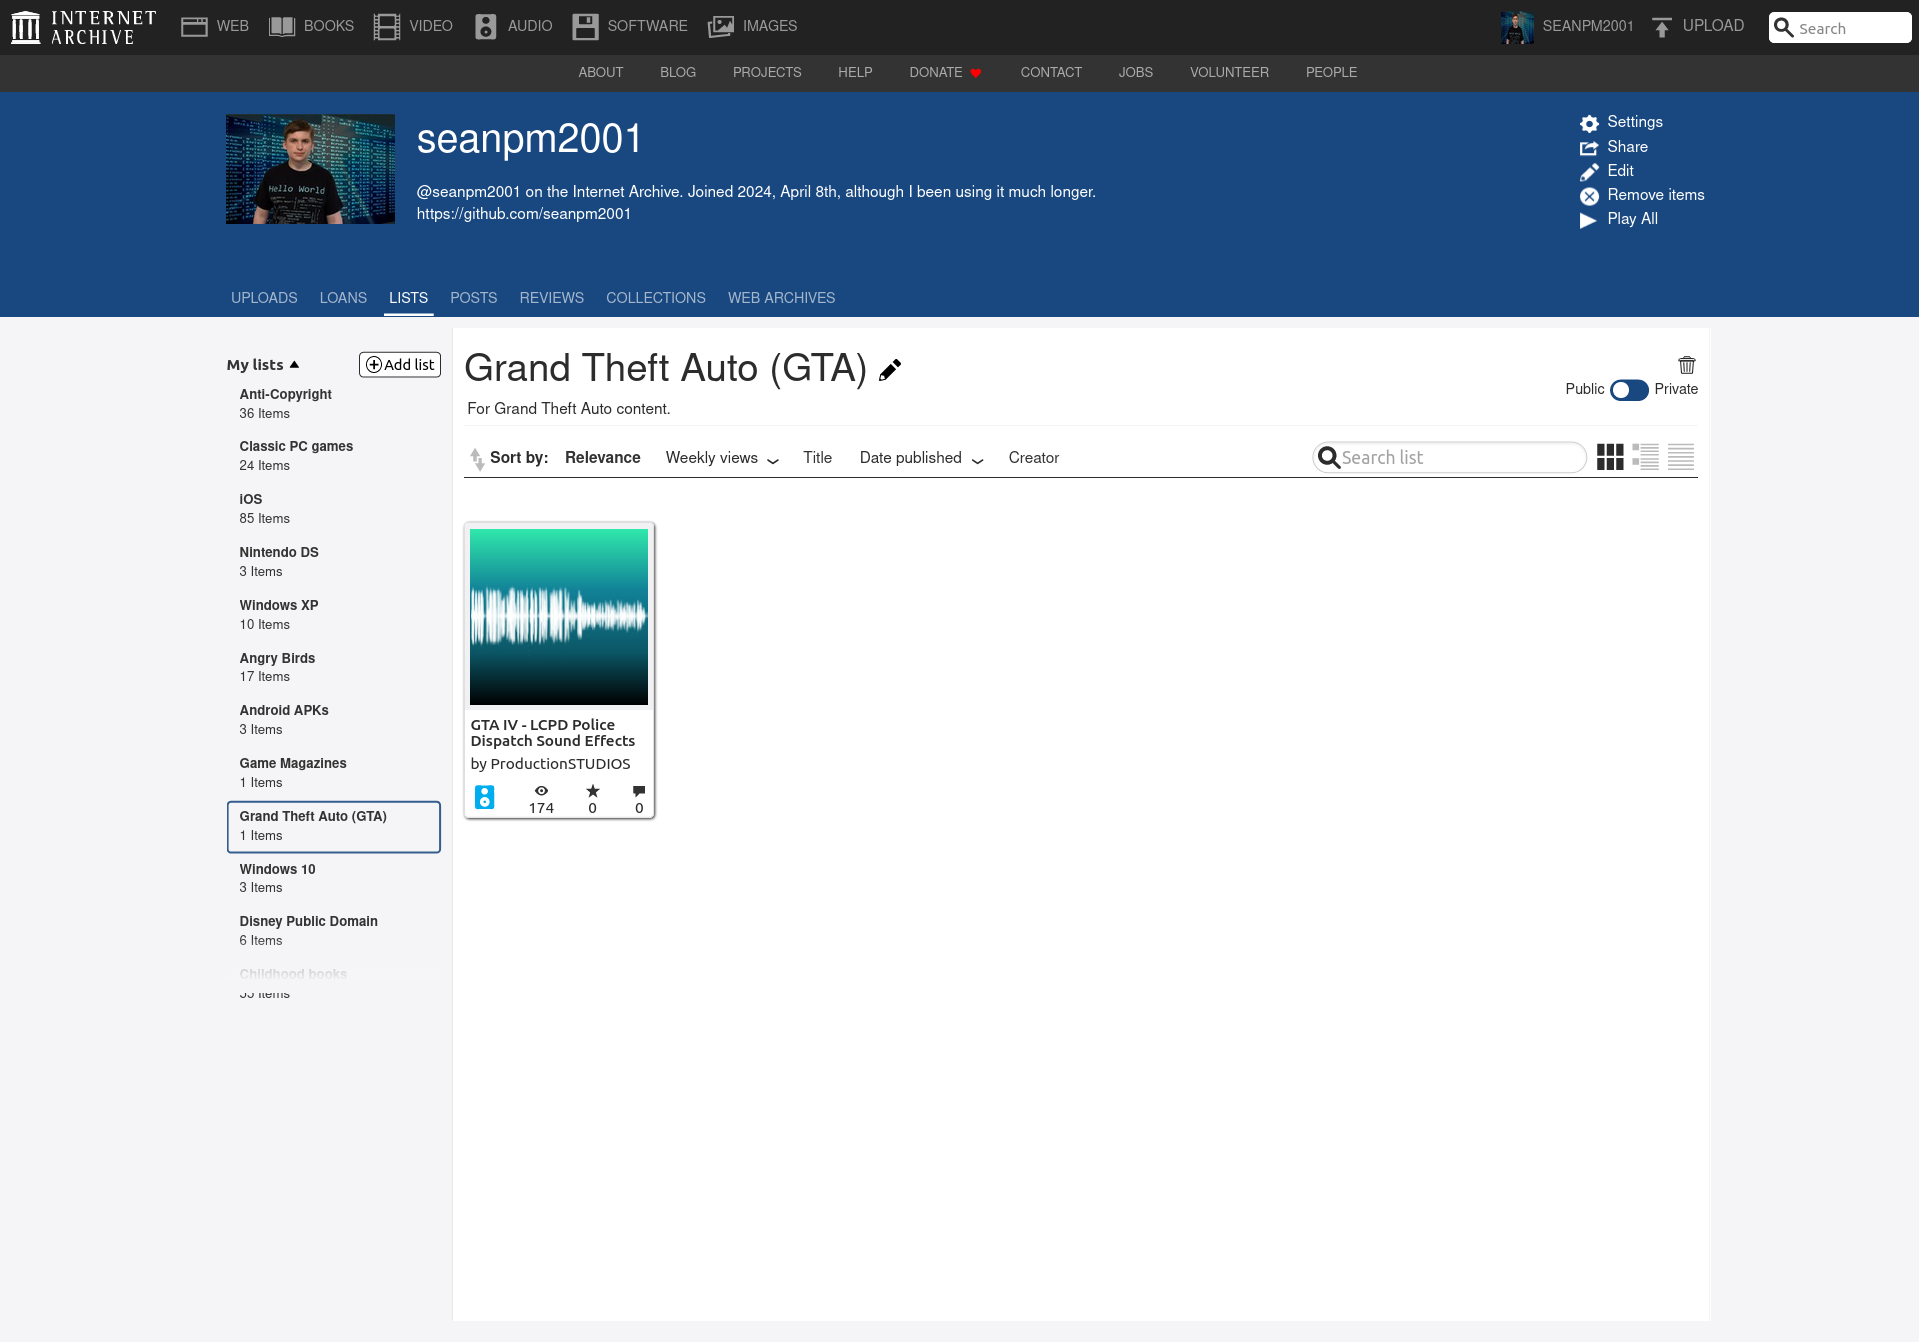 INTERNET ARCHIVE
WEB BOOKS VIDEO AUDIO SOFTWARE IMAGES
SEANPM2001 UPLOAD Search
ABOUT BLOG PROJECTS HELP DONATE CONTACT JOBS VOLUNTEER PEOPLE
Hello World
seanpm2001
@seanpm2001 on the Internet Archive. Joined 2024, April 8th, although I been using it much longer.
https://github.com/seanpm2001
Settings
Share
Edit
Remove items
Play All
UPLOADS LOANS LISTS POSTS REVIEWS COLLECTIONS WEB ARCHIVES
My lists Add list
Anti-Copyright
36 Items
Classic PC games
24 Items
iOS
85 Items
Nintendo DS
3 Items
Windows XP
10 Items
Angry Birds
17 Items
Android APKs
3 Items
Game Magazines
1 Items
Grand Theft Auto (GTA)
1 Items
Windows 10
3 Items
Disney Public Domain
6 Items
Childhood books
Items
Grand Theft Auto (GTA)
For Grand Theft Auto content.
Public Private
Sort by: Relevance Weekly views Title Date published Creator
Search list
GTA IV - LCPD Police
Dispatch Sound Effects
by ProductionSTUDIOS
174 0 0